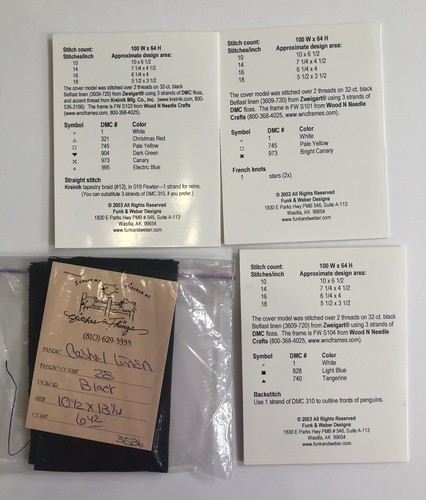 Stitch count: 100 W x 64 H
Stitches/inch Approximate design area:
10 10 x 6 1/2
14 7 1/4 x 4 1/2
16 6 1/4 x 4
18 5 1/2 x 3 1/2
The cover model was stitched over 2 threads on 32-ct. black
Belfast linen (3609-720) from Zweigart® using 3 strands of DMC floss,
and accent thread from Kreinik Mfg. Co., Inc. (www.kreinik.com, 800-
536-2166). The frame is FW S103 from Wood N Needle Crafts
(www.wncframes.com, 800-368-4025).
Symbol DMC # Color
1 White
321 Christmas Red
745 Pale Yellow
904 Dark Green
973 Canary
995 Electric Blue
Straight stitch
Kreinik tapestry braid (#12), in 019 Pewter—1 strand for reins.
(You can substitute 3 strands of DMC 310, if you prefer.)
© 2003 All Rights Reserved
Funk & Weber Designs
1830 E Parks Hwy PMB # 546, Suite A-113
Wasilla, AK 99654
www.funkandweber.com
Stitch count: 100 W x 64 H
Stitches/inch Approximate design area:
10 10 x 6 1/2
14 7 1/4 x 4 1/2
16 6 1/4 x 4
18 5 1/2 x 3 1/2
The cover model was stitched over 2 threads on 32-ct. black
Belfast linen (3609-720) from Zweigart® using 3 strands of
DMC floss. The frame is FW S101 from Wood N Needle
Crafts (800-368-4025, www.wncframes.com).
Symbol DMC # Color
1 White
745 Pale Yellow
973 Bright Canary
French knots
1 stars (2x)
© 2002 All Rights Reserved
Funk & Weber Designs
1830 E Parks Hwy PMB 546, Suite A-113
Wasilla, AK 99654
www.funkandweber.com
Stitch count: 100 W x 64 H
Stitches/inch Approximate design area:
10 10 x 6 1/2
14 7 1/4 x 4 1/2
16 6 1/4 x 4
18 5 1/2 x 3 1/2
The cover model was stitched over 2 threads on 32-ct. black
Belfast linen (3609-720) from Zweigart® using 3 strands of
DMC floss. The frame is FW S104 from Wood N Needle
Crafts (800-368-4025, wncframes.com).
Symbol DMC # Color
1 White
828 Light Blue
740 Tangerine
Backstitch
Use 1 strand of DMC 310 to outline fronts of penguins.
© 2003 All Rights Reserved
Funk & Weber Designs
1830 E Parks Hwy PMB # 546, Suite A-113
Wasilla, AK 99654
www.funkandweber.com
Stitches n Things
(810) 629-3333
FABRIC Cashel Linen
FABRIC COUNT 28
COLOR Black
SIZE
COST 642
3536